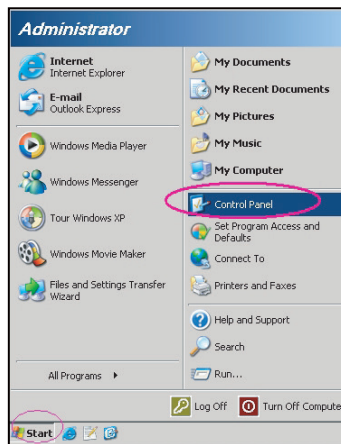 Administrator
Internet
Internet Explorer
E-mail
Outlook Express
Windows Media Player
Windows Messenger
Tour Windows XP
Windows Movie Maker
Files and Settings Transfer
Wizard
All Programs
My Documents
My Recent Documents
My Pictures
My Music
My Computer
Control Panel
Set Program Access and
Defaults
Connect To
Printers and Faxes
Help and Support
Search
Run...
Log Off
Turn Off Compute
Start